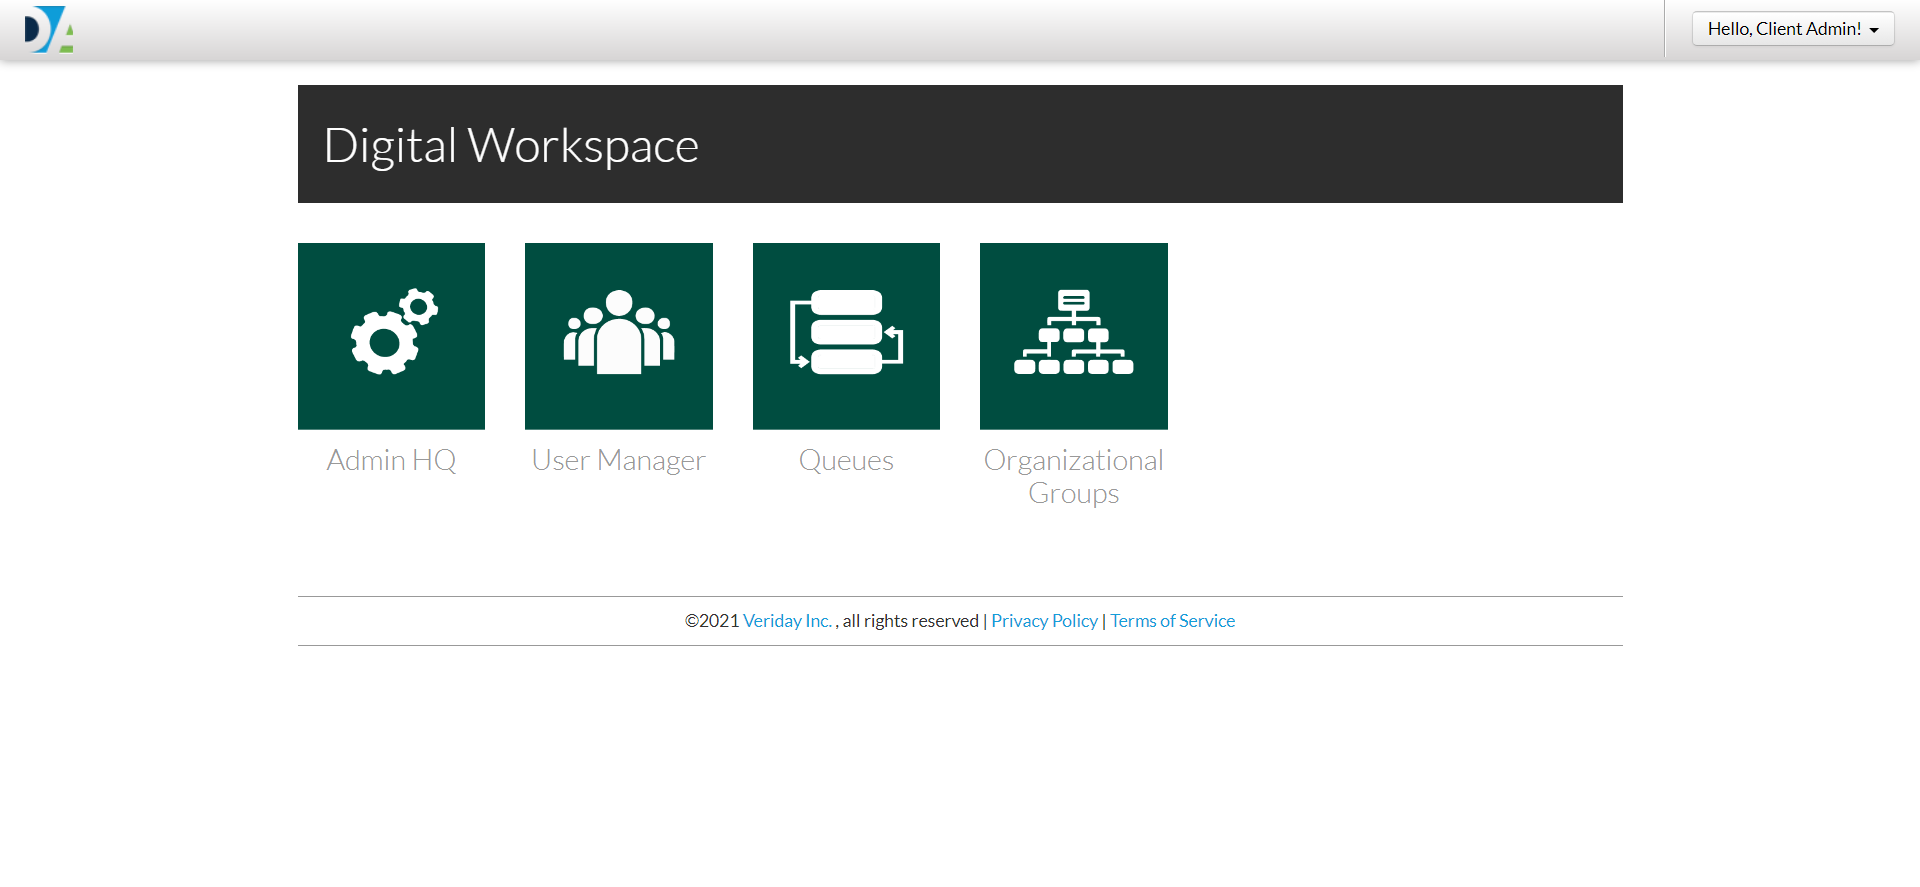 DA
Hello, Client Admin!
Digital Workspace
Admin HQ
User Manager
Queues
Organizational
Groups
©2021 Veriday Inc. , all rights reserved | Privacy Policy | Terms of Service